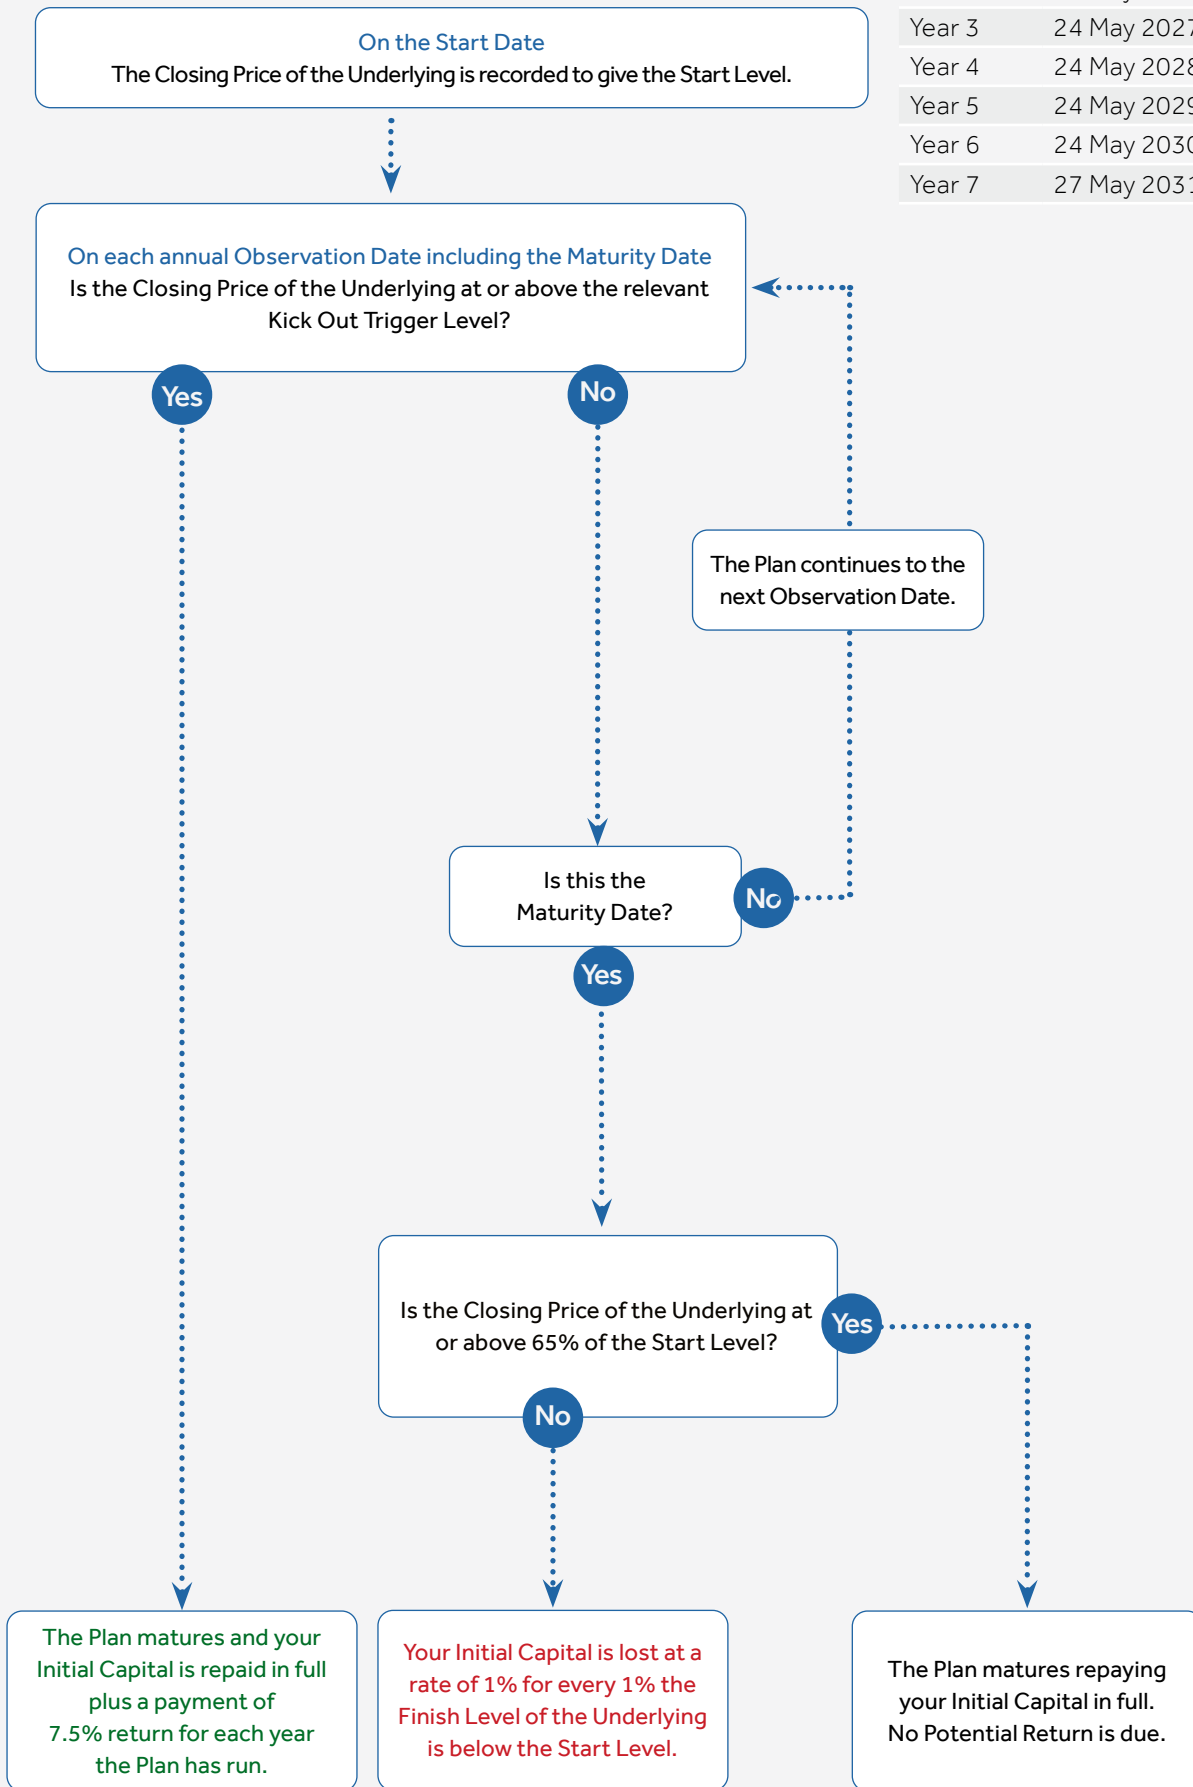 On the Start Date
The Closing Price of the Underlying is recorded to give the Start Level.
Year 3 24 May 2027
Year 4 24 May 2028
Year 5 24 May 2029
Year 6 24 May 2030
Year 7 27 May 2031
On each annual Observation Date including the Maturity Date
Is the Closing Price of the Underlying at or above the relevant
Kick Out Trigger Level?
Yes
No
The Plan continues to the
next Observation Date.
Is this the
Maturity Date?
No
Yes
Is the Closing Price of the Underlying at
or above 65% of the Start Level?
Yes
No
The Plan matures and your
Initial Capital is repaid in full
plus a payment of
7.5% return for each year
the Plan has run.
Your Initial Capital is lost at a
rate of 1% for every 1% the
Finish Level of the Underlying
is below the Start Level.
The Plan matures repaying
your Initial Capital in full.
No Potential Return is due.